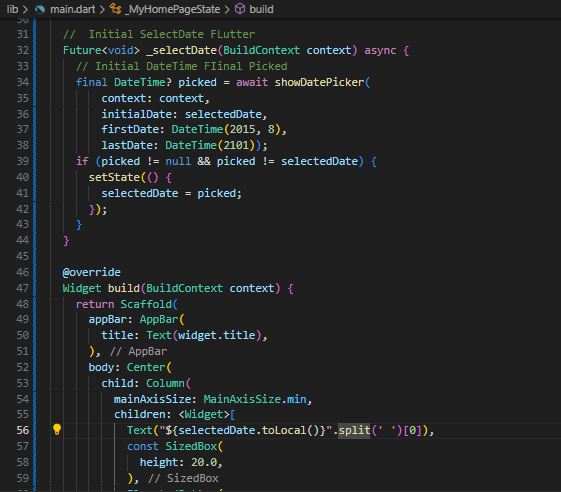 lib > main.dart > _MyHomePageState > build
30
31 //  Initial SelectDate FLutter
32 Future<void> _selectDate(BuildContext context) async {
33 // Initial DateTime FIinal Picked
34 final DateTime? picked = await showDatePicker(
35 context: context,
36 initialDate: selectedDate,
37 firstDate: DateTime(2015, 8),
38 lastDate: DateTime(2101));
39 if (picked != null && picked != selectedDate) {
40 setState(() {
41 selectedDate = picked;
42 });
43 }
44 }
45
46 @override
47 Widget build(BuildContext context) {
48 return Scaffold(
49 appBar: AppBar(
50 title: Text(widget.title),
51 ), // AppBar
52 body: Center(
53 child: Column(
54 mainAxisSize: MainAxisSize.min,
55 children: <Widget>[
56 Text("${selectedDate.toLocal()}".split(' ')[0]),
57 const SizedBox(
58 height: 20.0,
59 ), // SizedBox